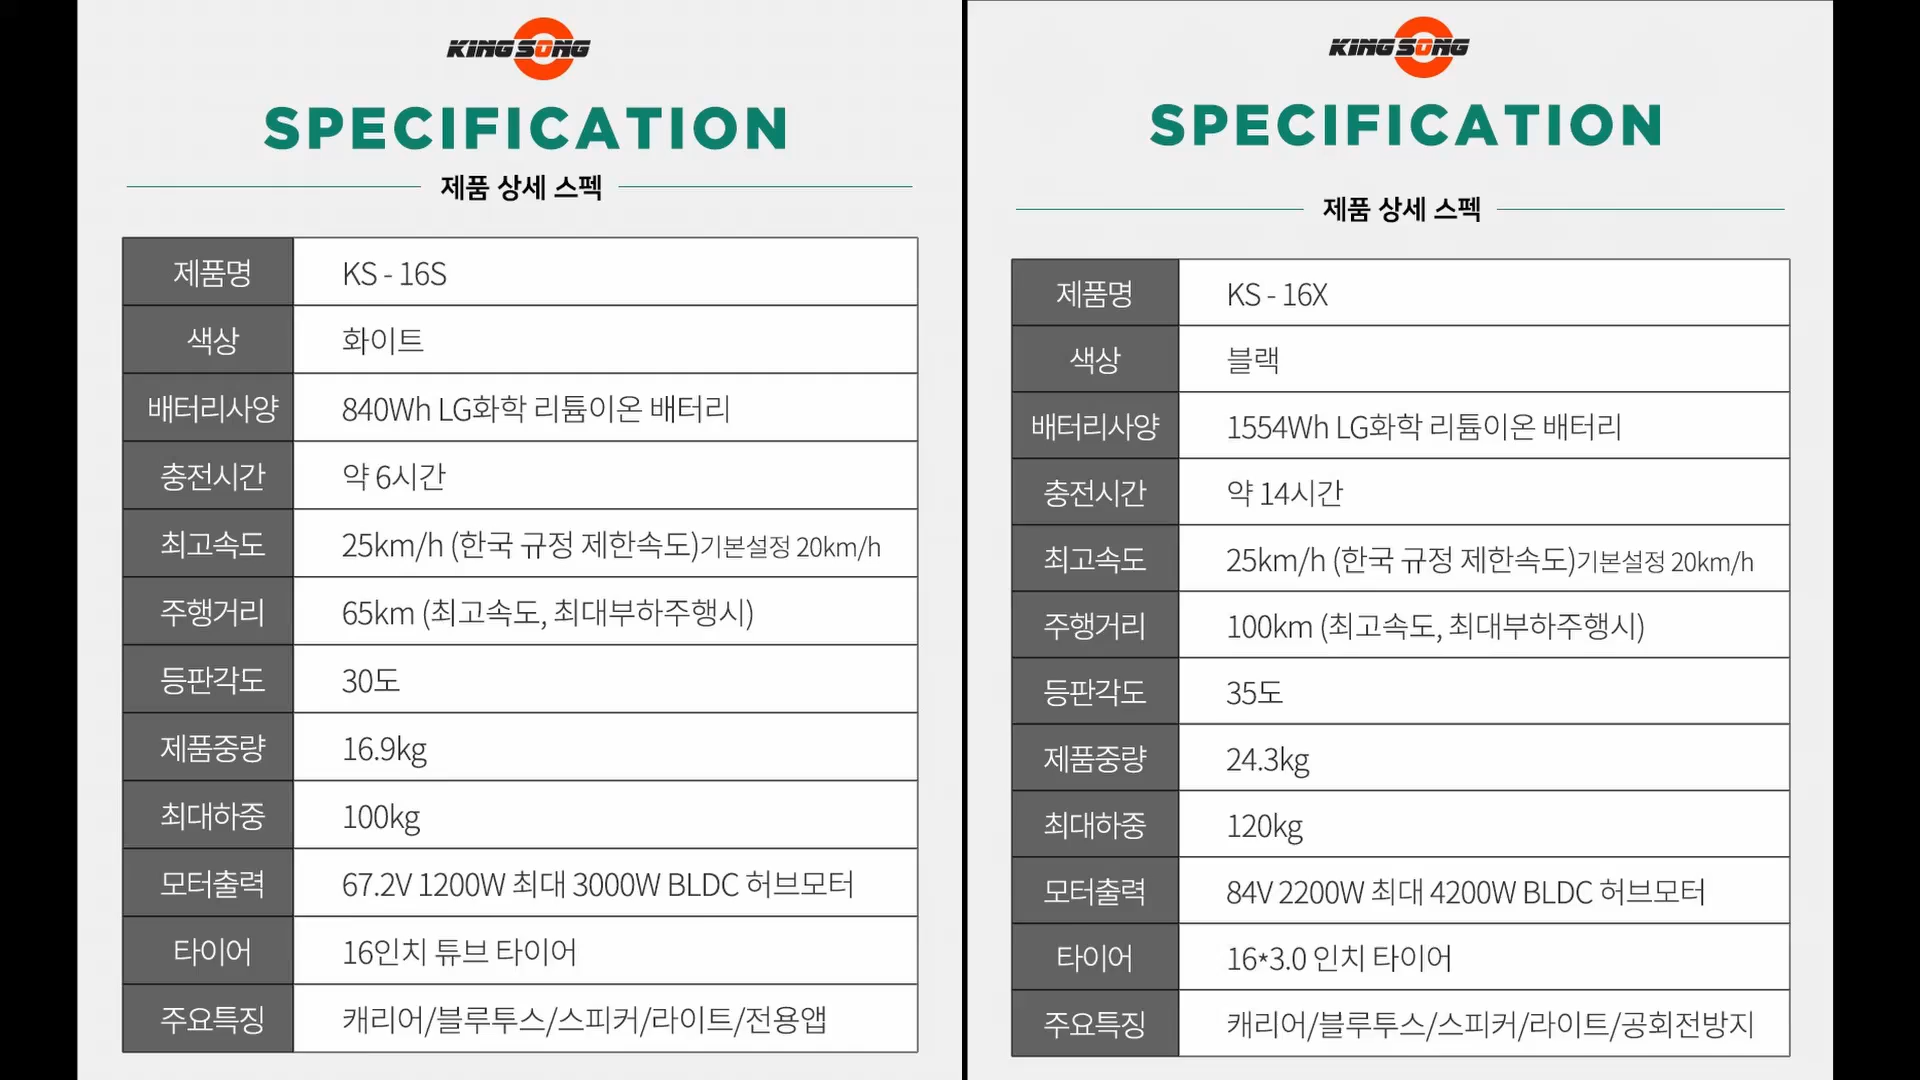 KING SONG
SPECIFICATION
제품 상세 스펙
제품명 KS - 16S
색상 화이트
배터리사양 840Wh LG화학 리튬이온 배터리
충전시간 약 6시간
최고속도 25km/h (한국 규정 제한속도)기본설정 20km/h
주행거리 65km (최고속도, 최대부하주행시)
등판각도 30도
제품중량 16.9kg
최대하중 100kg
모터출력 67.2V 1200W 최대 3000W BLDC 허브모터
타이어 16인치 튜브 타이어
주요특징 캐리어/블루투스/스피커/라이트/전용앱
KING SONG
SPECIFICATION
제품 상세 스펙
제품명 KS - 16X
색상 블랙
배터리사양 1554Wh LG화학 리튬이온 배터리
충전시간 약 14시간
최고속도 25km/h (한국 규정 제한속도)기본설정 20km/h
주행거리 100km (최고속도, 최대부하주행시)
등판각도 35도
제품중량 24.3kg
최대하중 120kg
모터출력 84V 2200W 최대 4200W BLDC 허브모터
타이어 16*3.0 인치 타이어
주요특징 캐리어/블루투스/스피커/라이트/공회전방지